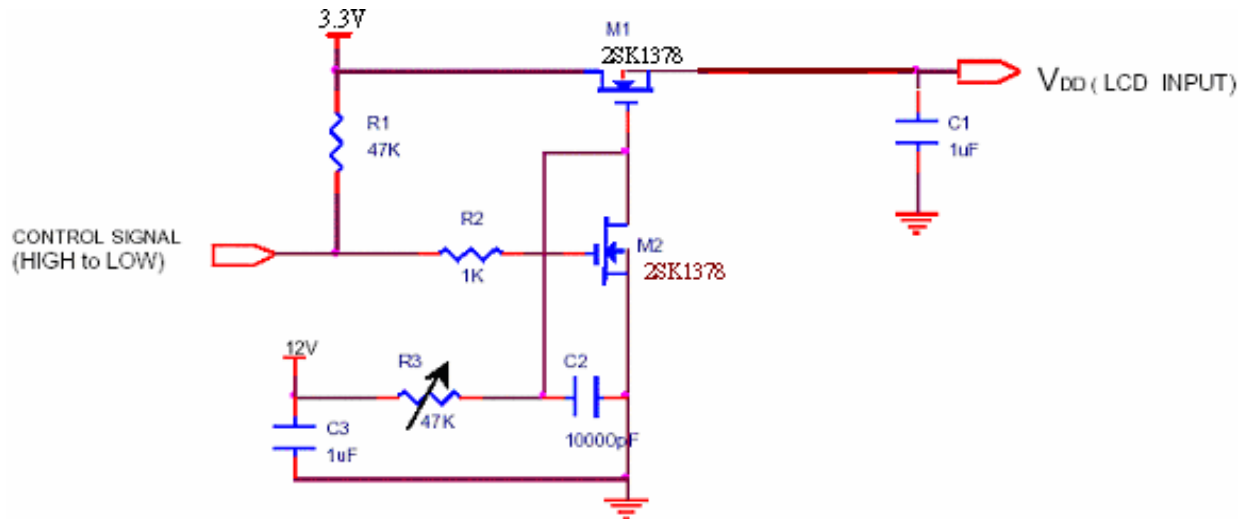 3.3V
M1
2SK1378
VDD ( LCD INPUT)
R1
47K
C1
1uF
CONTROL SIGNAL
(HIGH to LOW)
R2
1K
M2
2SK1378
12V
R3
47K
C2
10000pF
C3
1uF